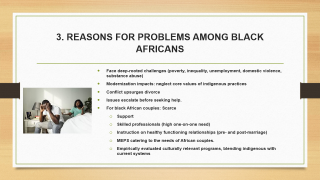 3. REASONS FOR PROBLEMS AMONG BLACK
AFRICANS
Face deep-rooted challenges (poverty, inequality, unemployment, domestic violence,
substance abuse)
Modernization impacts: neglect core values of indigenous practices
Conflict upsurges divorce
Issues escalate before seeking help.
For black African couples: Scarce
Support
Skilled professionals (high one-on-one need)
Instruction on healthy functioning relationships (pre- and post-marriage)
MEPS catering to the needs of African couples.
Empirically evaluated culturally relevant programs, blending indigenous with
current systems